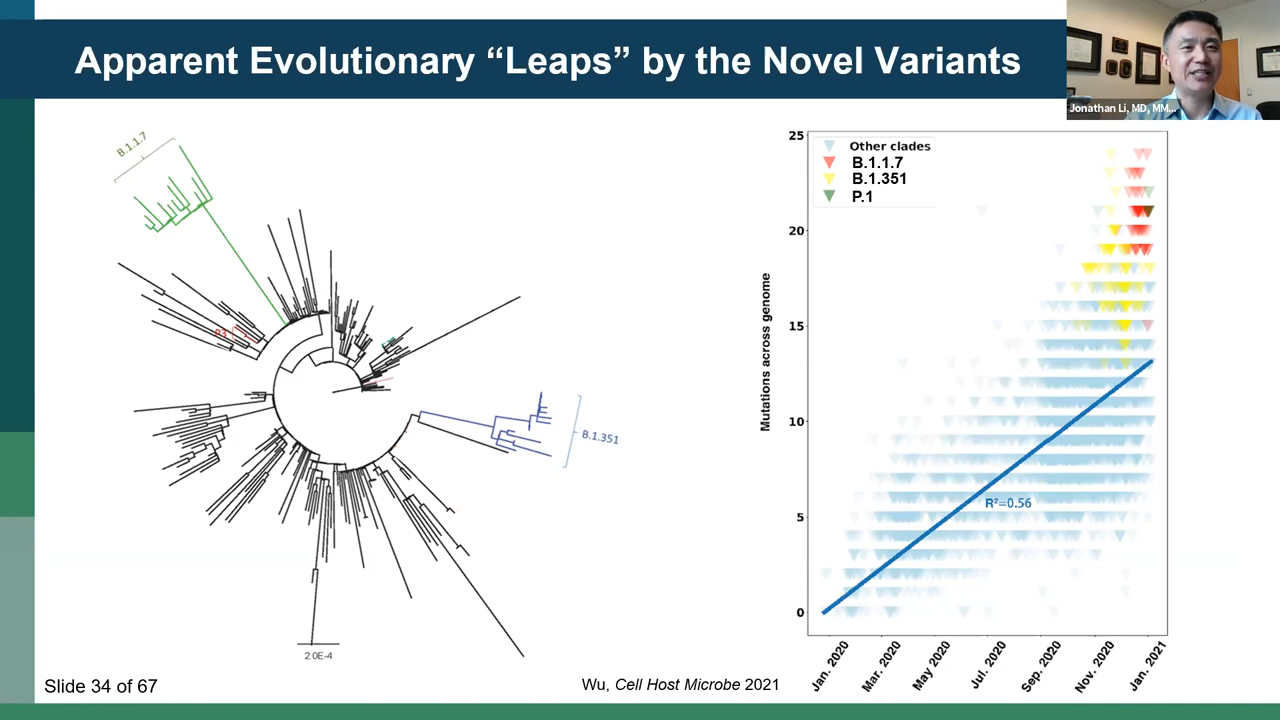 Apparent Evolutionary “Leaps” by the Novel Variants
Jonathan Li, MD, MM...
B.1.1.7
P3
B.1.351
2.0E-4
25
20
15
10
5
0
Mutations across genome
Other clades
B.1.1.7
B.1.351
P.1
R²=0.56
Jan. 2020
Mar. 2020
May 2020
Jul. 2020
Sep. 2020
Nov. 2020
Jan. 2021
Slide 34 of 67
Wu, Cell Host Microbe 2021